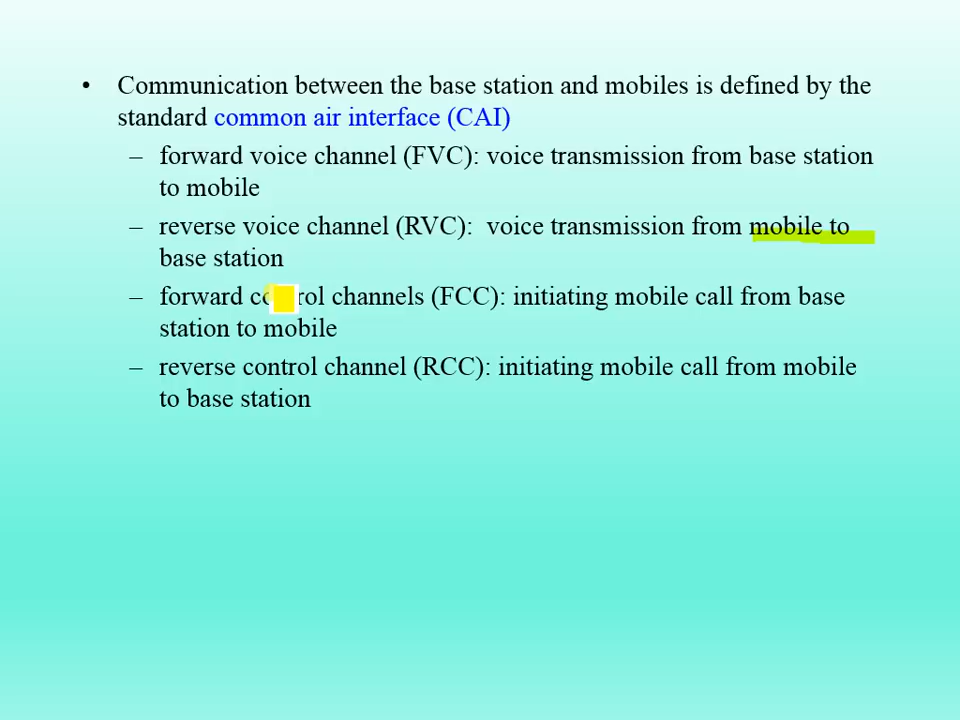 • Communication between the base station and mobiles is defined by the
standard common air interface (CAI)
– forward voice channel (FVC): voice transmission from base station
to mobile
– reverse voice channel (RVC): voice transmission from mobile to
base station
– forward control channels (FCC): initiating mobile call from base
station to mobile
– reverse control channel (RCC): initiating mobile call from mobile
to base station